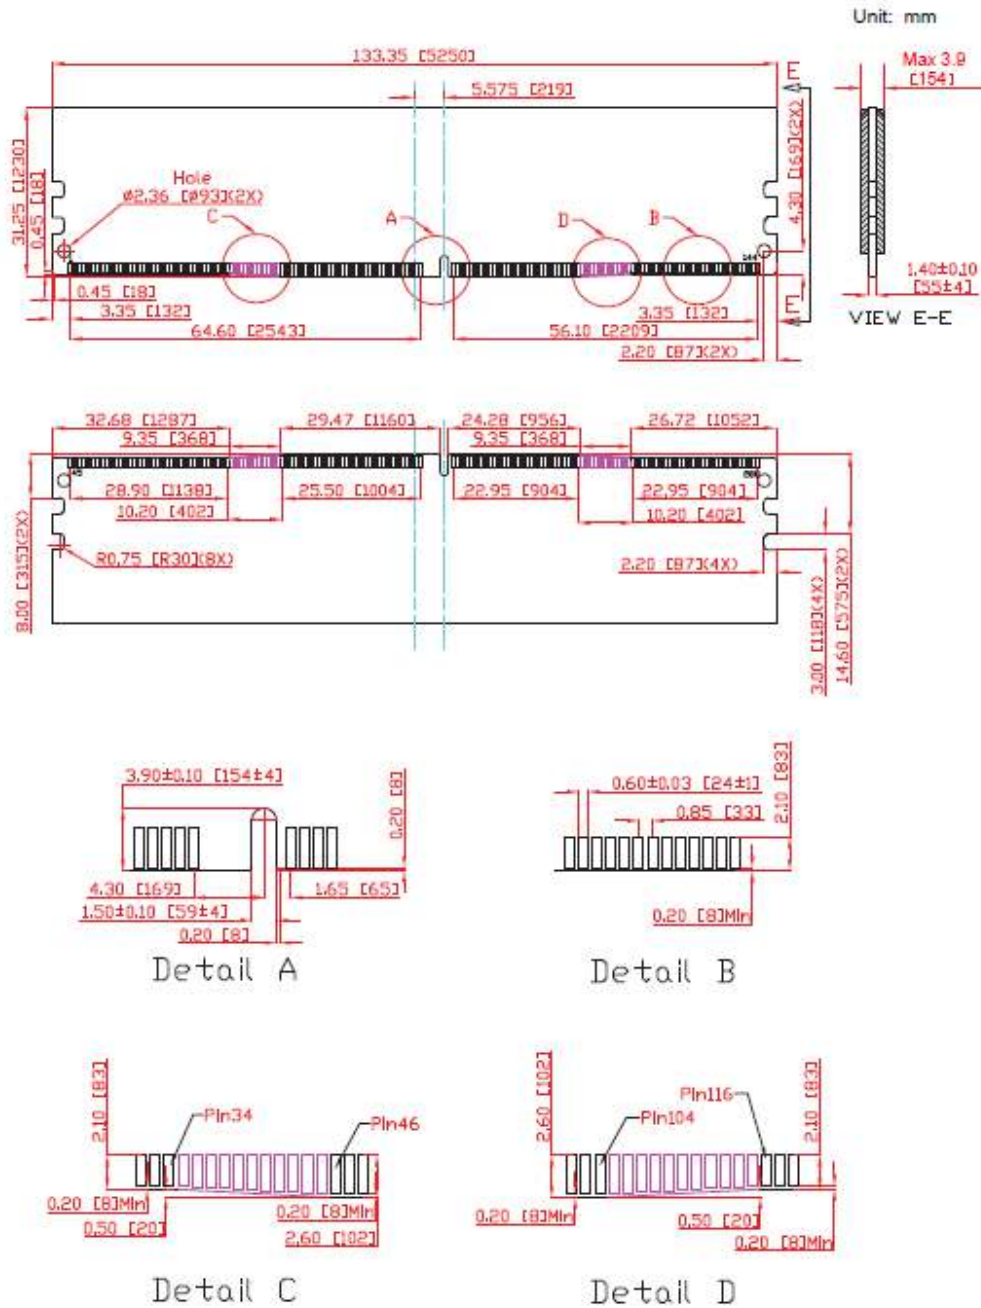 Unit: mm
133.35 [5250]
E
Max 3.9
[154]
5.575 [219]
31.25 [1230]
0.45 [18]
Hole
Ø2.36 [Ø93](2X)
C
A
D
B
4.30 [169](2X)
144
0.45 [18]
3.35 [132]
64.60 [2543]
3.35 [132]
56.10 [2209]
2.20 [87](2X)
E
1.40±0.10
[55±4]
VIEW E-E
32.68 [1287]
29.47 [1160]
24.28 [956]
26.72 [1052]
9.35 [368]
9.35 [368]
28.90 [1138]
25.50 [1004]
22.95 [904]
22.95 [904]
10.20 [402]
10.20 [402]
8.00 [315](2X)
R0.75 [R30](8X)
2.20 [87](4X)
3.00 [118](4X)
14.60 [575](2X)
3.90±0.10 [154±4]
0.20 [8]
4.30 [169]
1.65 [65]
1.50±0.10 [59±4]
0.20 [8]
Detail A
0.60±0.03 [24±1]
0.85 [33]
2.10 [83]
0.20 [8]Min
Detail B
2.10 [83]
Pin34
Pin46
0.20 [8]Min
0.50 [20]
0.20 [8]Min
2.60 [102]
Detail C
2.60 [102]
Pin104
Pin116
2.10 [83]
0.20 [8]Min
0.50 [20]
0.20 [8]Min
Detail D